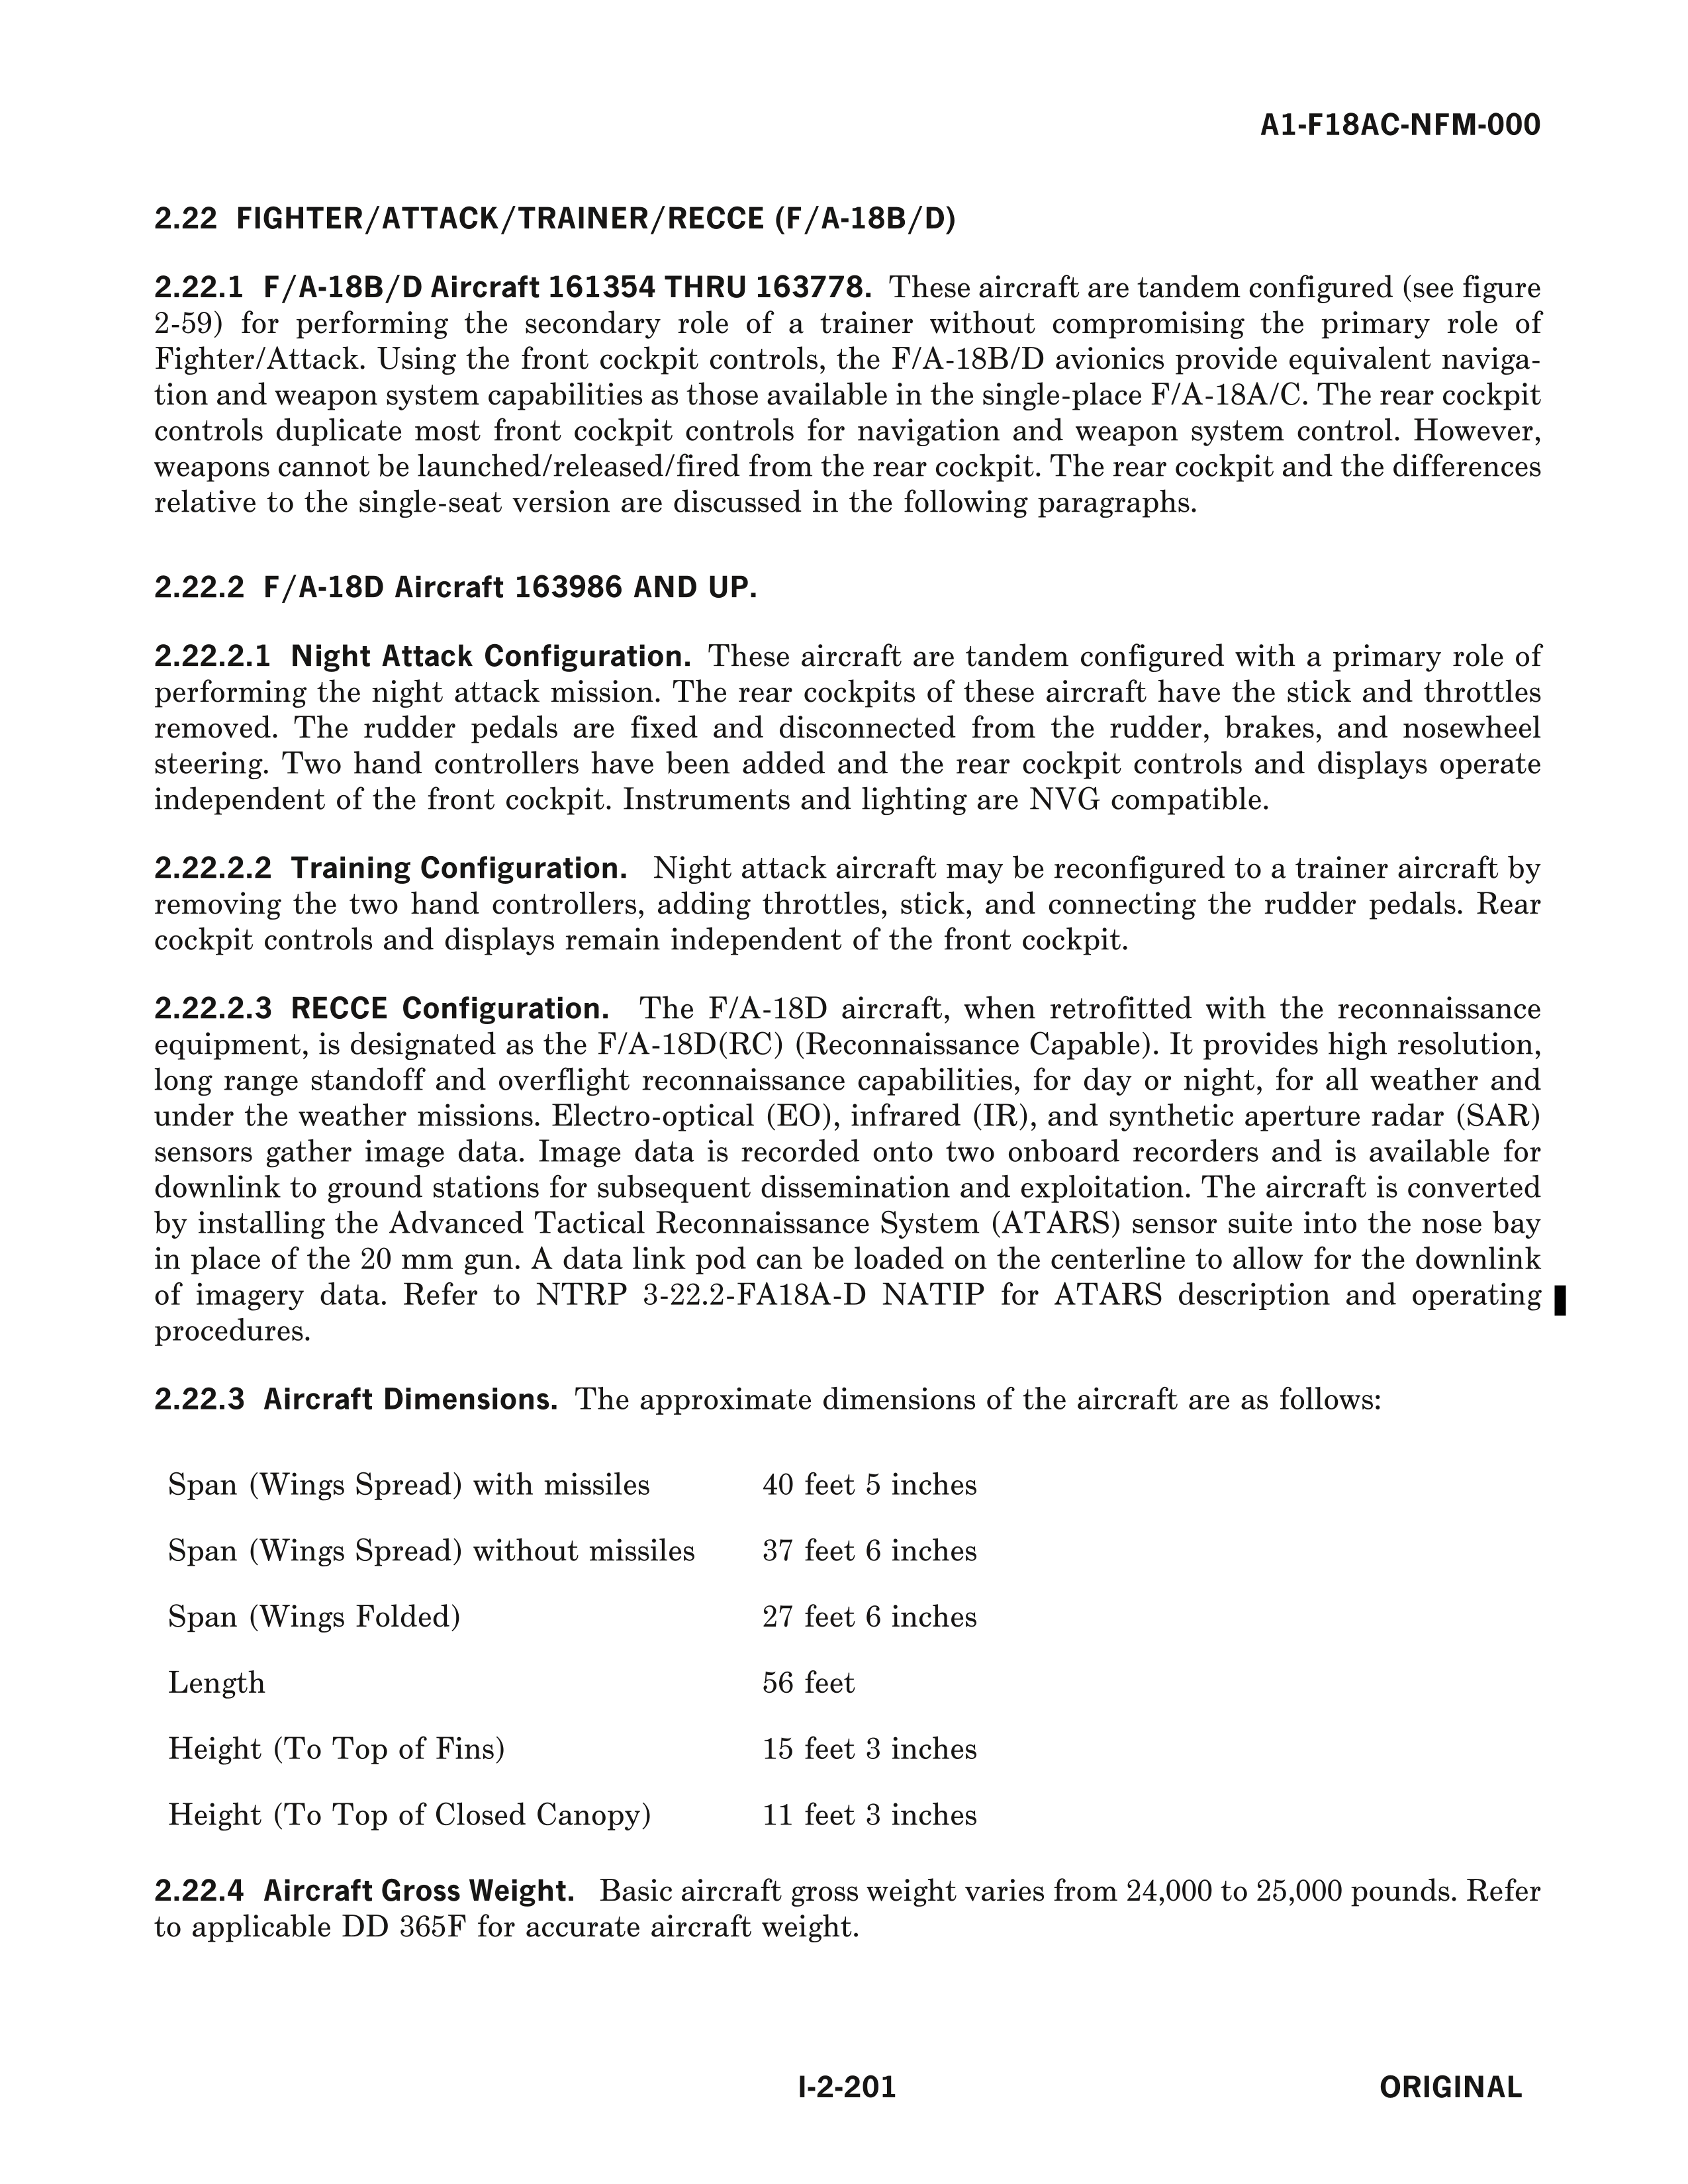 A1-F18AC-NFM-000
2.22 FIGHTER/ATTACK/TRAINER/RECCE (F/A-18B/D)
2.22.1 F/A-18B/D Aircraft 161354 THRU 163778. These aircraft are tandem configured (see figure
2-59) for performing the secondary role of a trainer without compromising the primary role of
Fighter/Attack. Using the front cockpit controls, the F/A-18B/D avionics provide equivalent naviga-
tion and weapon system capabilities as those available in the single-place F/A-18A/C. The rear cockpit
controls duplicate most front cockpit controls for navigation and weapon system control. However,
weapons cannot be launched/released/fired from the rear cockpit. The rear cockpit and the differences
relative to the single-seat version are discussed in the following paragraphs.
2.22.2 F/A-18D Aircraft 163986 AND UP.
2.22.2.1 Night Attack Configuration. These aircraft are tandem configured with a primary role of
performing the night attack mission. The rear cockpits of these aircraft have the stick and throttles
removed. The rudder pedals are fixed and disconnected from the rudder, brakes, and nosewheel
steering. Two hand controllers have been added and the rear cockpit controls and displays operate
independent of the front cockpit. Instruments and lighting are NVG compatible.
2.22.2.2 Training Configuration. Night attack aircraft may be reconfigured to a trainer aircraft by
removing the two hand controllers, adding throttles, stick, and connecting the rudder pedals. Rear
cockpit controls and displays remain independent of the front cockpit.
2.22.2.3 RECCE Configuration. The F/A-18D aircraft, when retrofitted with the reconnaissance
equipment, is designated as the F/A-18D(RC) (Reconnaissance Capable). It provides high resolution,
long range standoff and overflight reconnaissance capabilities, for day or night, for all weather and
under the weather missions. Electro-optical (EO), infrared (IR), and synthetic aperture radar (SAR)
sensors gather image data. Image data is recorded onto two onboard recorders and is available for
downlink to ground stations for subsequent dissemination and exploitation. The aircraft is converted
by installing the Advanced Tactical Reconnaissance System (ATARS) sensor suite into the nose bay
in place of the 20 mm gun. A data link pod can be loaded on the centerline to allow for the downlink
of imagery data. Refer to NTRP 3-22.2-FA18A-D NATIP for ATARS description and operating
procedures.
2.22.3 Aircraft Dimensions. The approximate dimensions of the aircraft are as follows:
Span (Wings Spread) with missiles 40 feet 5 inches
Span (Wings Spread) without missiles 37 feet 6 inches
Span (Wings Folded) 27 feet 6 inches
Length 56 feet
Height (To Top of Fins) 15 feet 3 inches
Height (To Top of Closed Canopy) 11 feet 3 inches
2.22.4 Aircraft Gross Weight. Basic aircraft gross weight varies from 24,000 to 25,000 pounds. Refer
to applicable DD 365F for accurate aircraft weight.
I-2-201 ORIGINAL